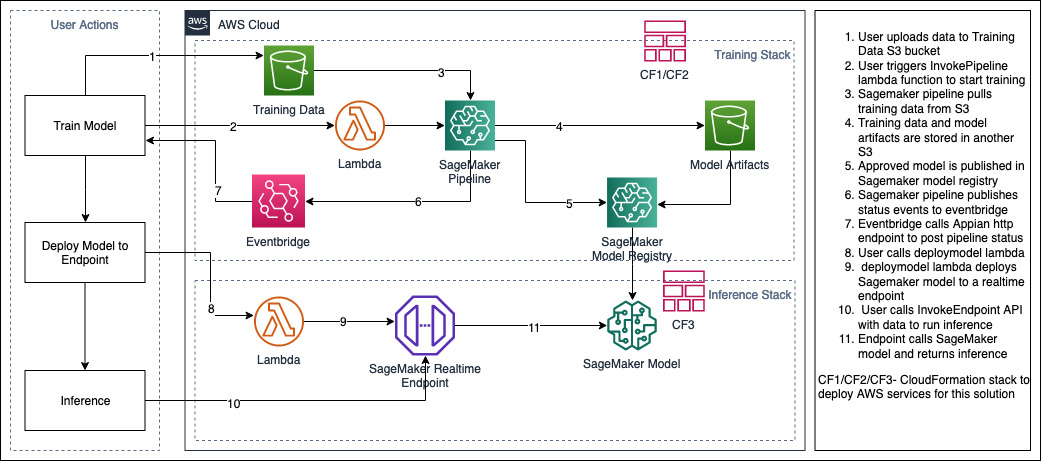 User Actions
aws
AWS Cloud
Training Stack
CF1/CF2
1
Training Data
3
Train Model
2
Lambda
SageMaker
Pipeline
4
Model Artifacts
7
Eventbridge
6
5
SageMaker
Model Registry
Deploy Model to
Endpoint
Inference Stack
CF3
8
Lambda
9
SageMaker Realtime
Endpoint
11
SageMaker Model
Inference
10
1. User uploads data to Training
Data S3 bucket
2. User triggers InvokePipeline
lambda function to start training
3. Sagemaker pipeline pulls
training data from S3
4. Training data and model
artifacts are stored in another
S3
5. Approved model is published in
Sagemaker model registry
6. Sagemaker pipeline publishes
status events to eventbridge
7. Eventbridge calls Appian http
endpoint to post pipeline status
8. User calls deploymodel lambda
9. deploymodel lambda deploys
Sagemaker model to a realtime
endpoint
10. User calls InvokeEndpoint API
with data to run inference
11. Endpoint calls SageMaker
model and returns inference
CF1/CF2/CF3- CloudFormation stack to
deploy AWS services for this solution